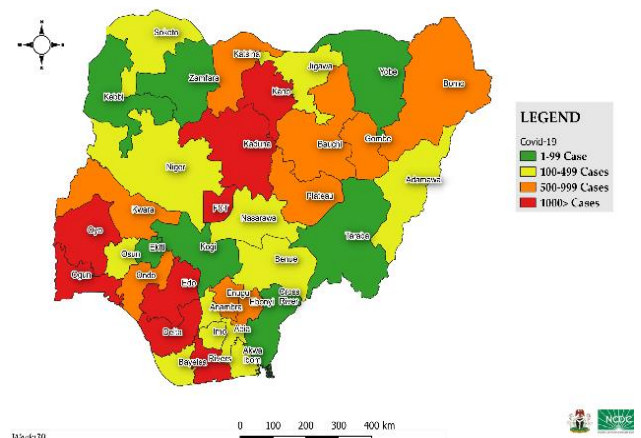 Sokoto
Katsina
Jigawa
Yobe
Borno
Zamfara
Kebbi
Kano
Kaduna
Bauchi
Gombe
Adamawa
Niger
Plateau
FCT
Kwara
Nasarawa
Taraba
Oyo
Kogi
Ekiti
Osun
Benue
Ogun
Ondo
Edo
Enugu
Ebonyi
Cross
River
Anambra
Delta
Imo
Abia
Bayelsa
Rivers
Akwa
Ibom
LEGEND
Covid-19
1-99 Case
100-499 Cases
500-999 Cases
1000> Cases
0 100 200 300 400 km
NCDC